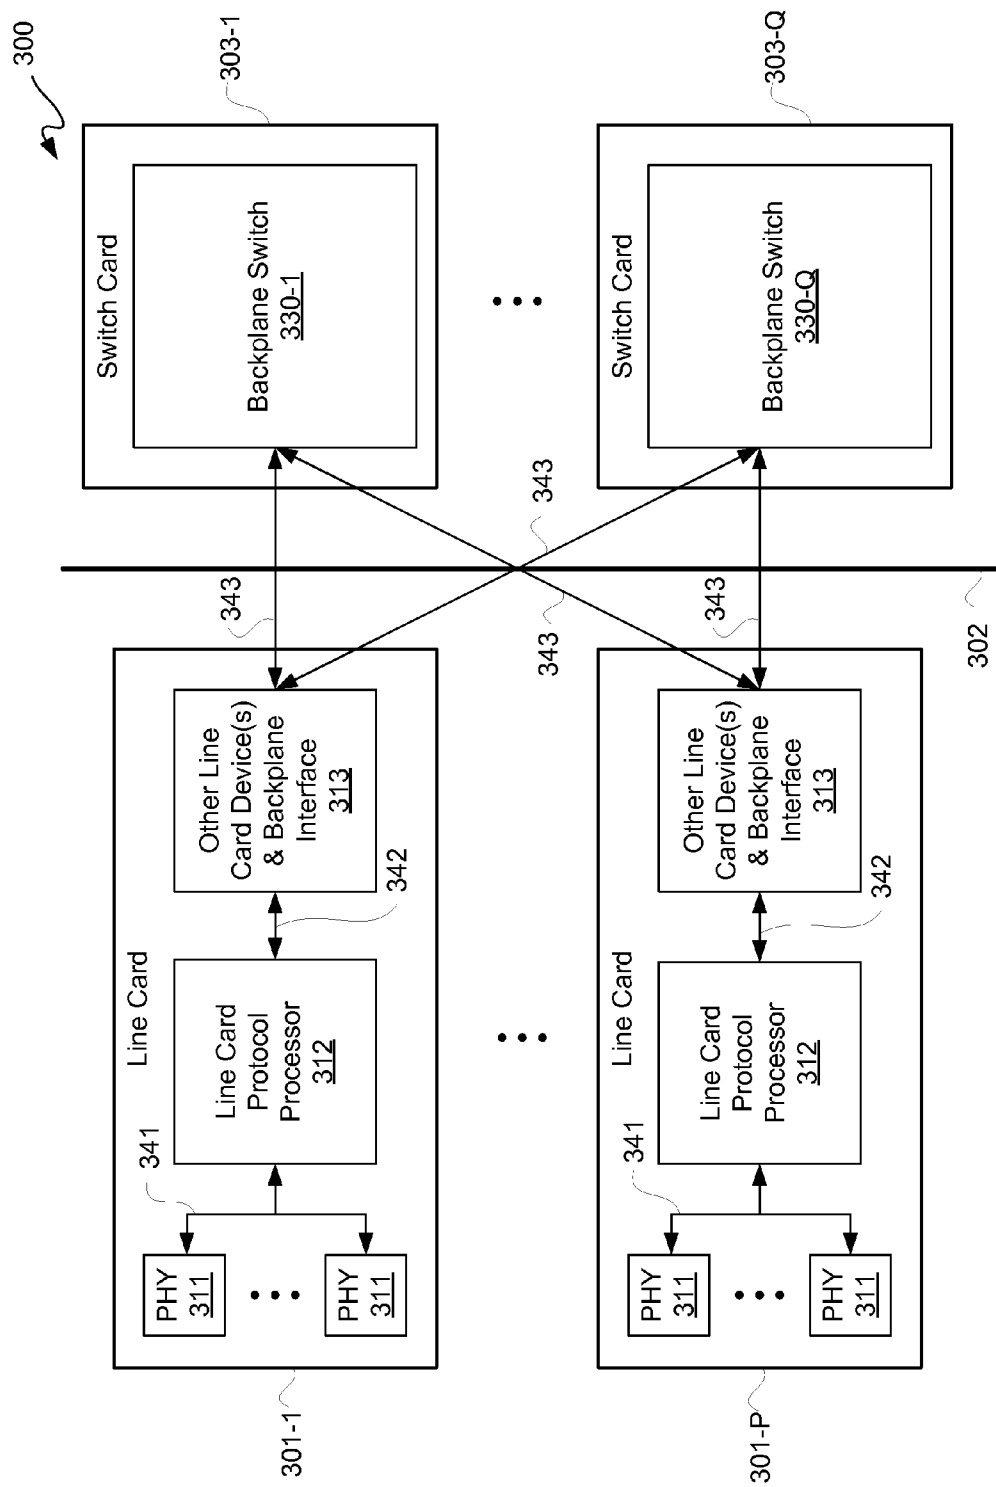 300
Line Card
PHY
311
PHY
311
341
Line Card
Protocol
Processor
312
342
Other Line
Card Device(s)
& Backplane
Interface
313
301-1
343
343
343
343
302
Switch Card
Backplane Switch
330-1
303-1
Line Card
PHY
311
PHY
311
341
Line Card
Protocol
Processor
312
342
Other Line
Card Device(s)
& Backplane
Interface
313
301-P
Switch Card
Backplane Switch
330-Q
303-Q